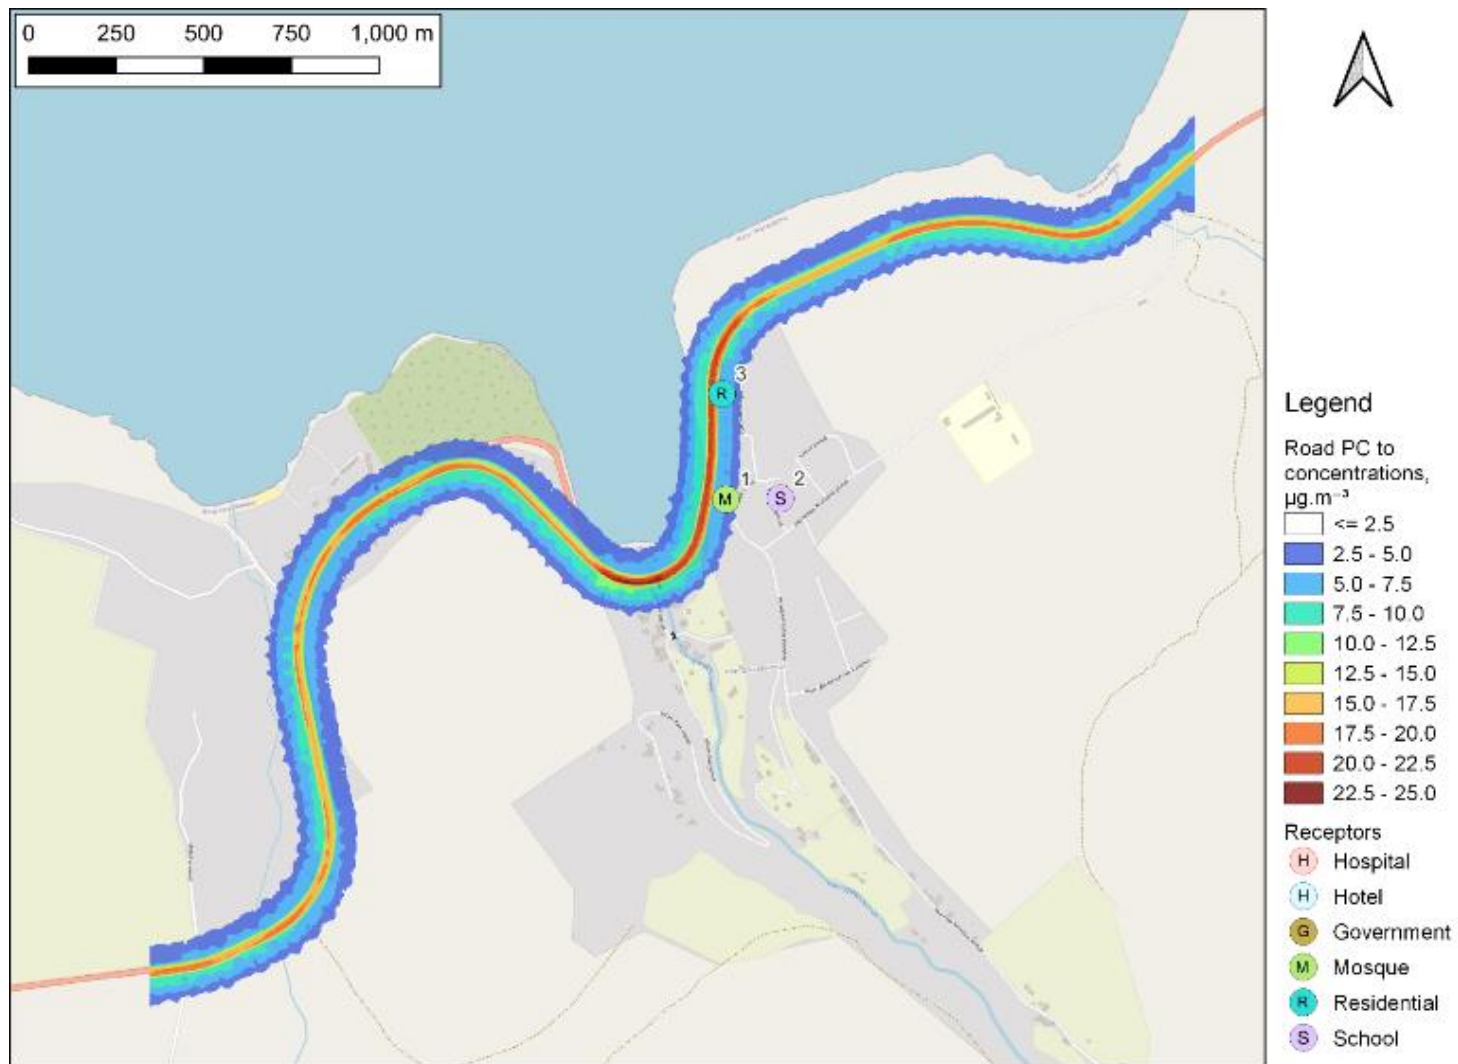 0 250 500 750 1,000 m
3
1
2
R
M
S
Legend
Road PC to
concentrations,
µg.m⁻³
<= 2.5
2.5 - 5.0
5.0 - 7.5
7.5 - 10.0
10.0 - 12.5
12.5 - 15.0
15.0 - 17.5
17.5 - 20.0
20.0 - 22.5
22.5 - 25.0
Receptors
H Hospital
H Hotel
G Government
M Mosque
R Residential
S School